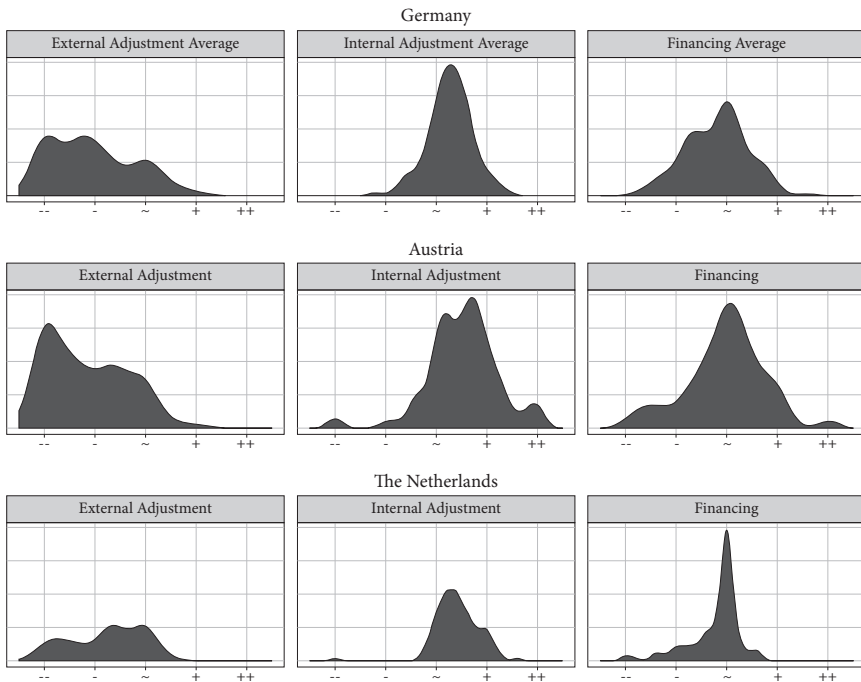 Germany
External Adjustment Average Internal Adjustment Average Financing Average
-- - ~ + ++ -- - ~ + ++ -- - ~ + ++
Austria
External Adjustment Internal Adjustment Financing
-- - ~ + ++ -- - ~ + ++ -- - ~ + ++
The Netherlands
External Adjustment Internal Adjustment Financing
-- - ~ + ++ -- - ~ + ++ -- - ~ + ++